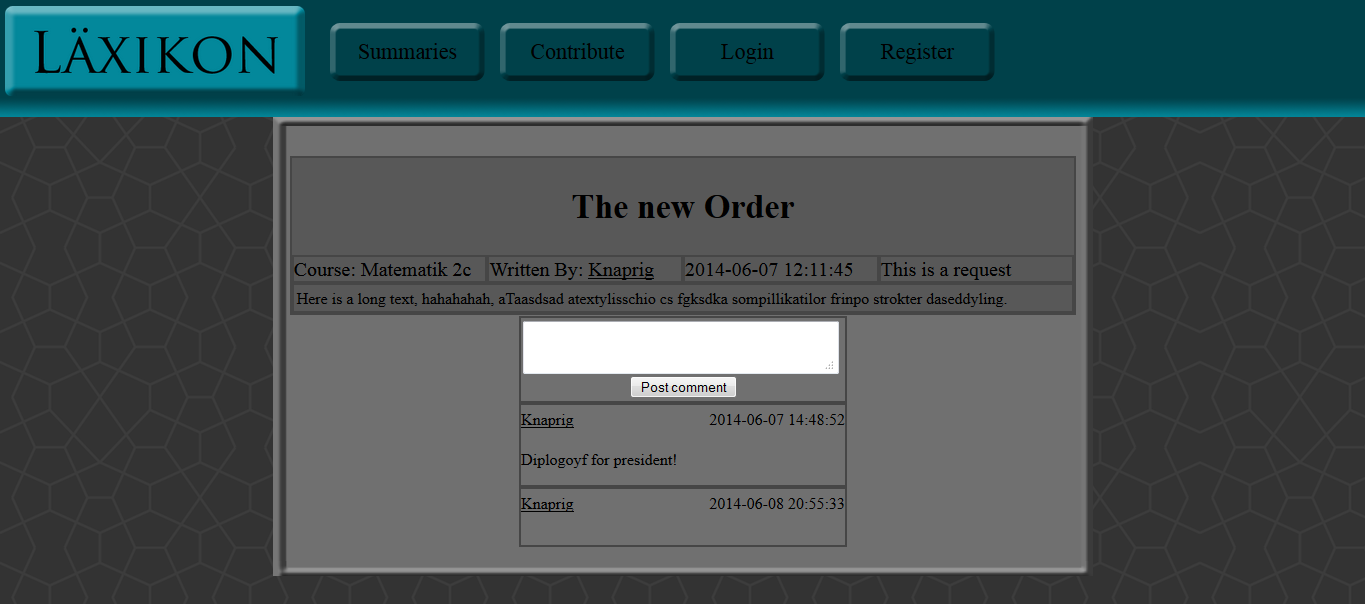 LÄXIKON
Summaries
Contribute
Login
Register
The new Order
Course: Matematik 2c
Written By: Knaprig
2014-06-07 12:11:45
This is a request
Here is a long text, hahahahah, aTaasdsad atextylisschio cs fgksdka sompillikatilor frinpo strokter daseddyling.
Post comment
Knaprig 2014-06-07 14:48:52
Diplogoyf for president!
Knaprig 2014-06-08 20:55:33